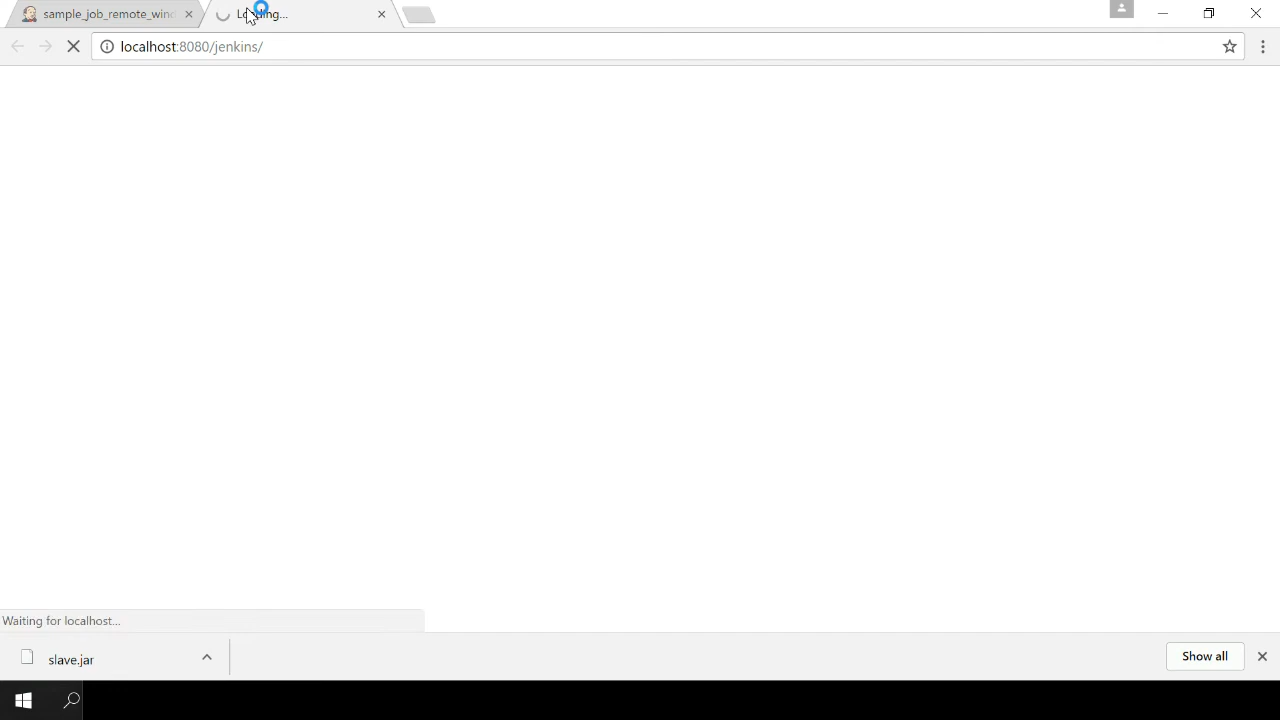 sample_job_remote_wind
localhost:8080/jenkins/
Waiting for localhost...
slave.jar
Show all